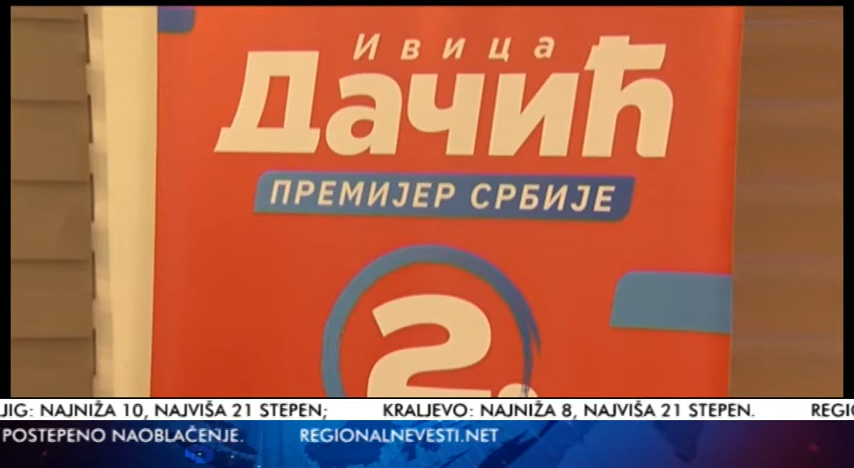 Ивица
Дачић
ПРЕМИЈЕР СРБИЈЕ
2.
JIG: NAJNIŽA 10, NAJVIŠA 21 STEPEN; KRALJEVO: NAJNIŽA 8, NAJVIŠA 21 STEPEN. REGIO
POSTEPENO NAOBLAČENJE. REGIONALNEVESTI.NET